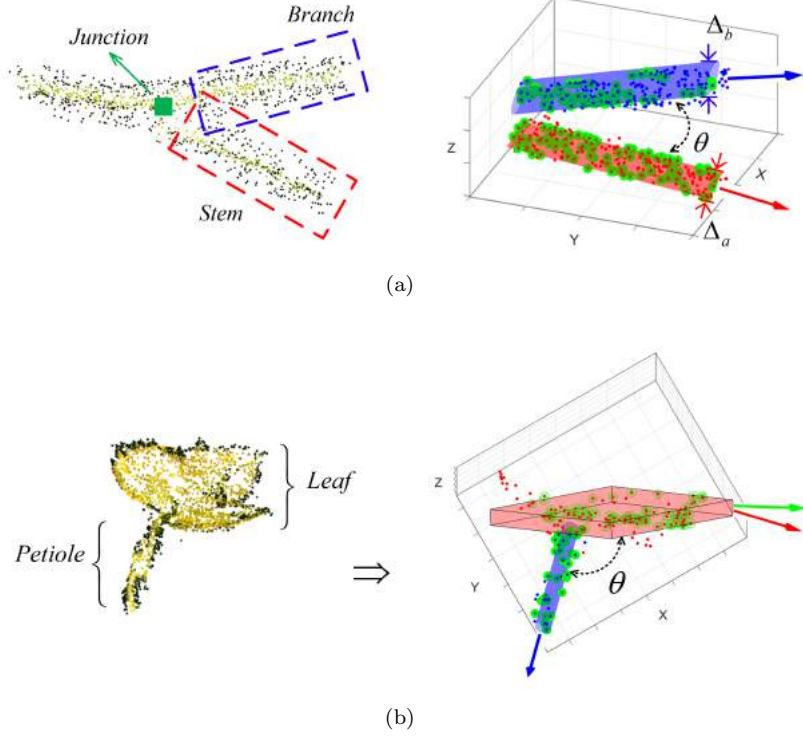 Junction
Branch
Stem
Δb
θ
Δa
Z
Y
X
(a)
Leaf
Petiole
⇒
Z
Y
X
θ
(b)